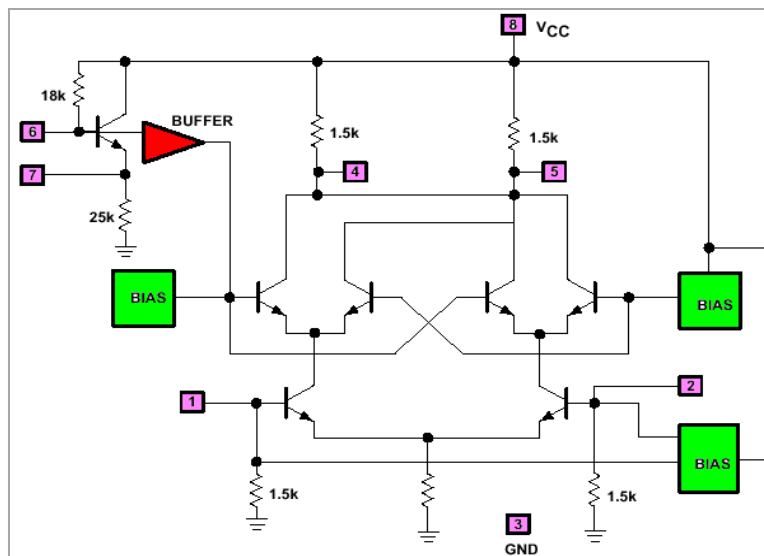 8 VCC
18k
BUFFER
6
1.5k
1.5k
7
4
5
25k
BIAS
BIAS
1
2
BIAS
1.5k
1.5k
3
GND